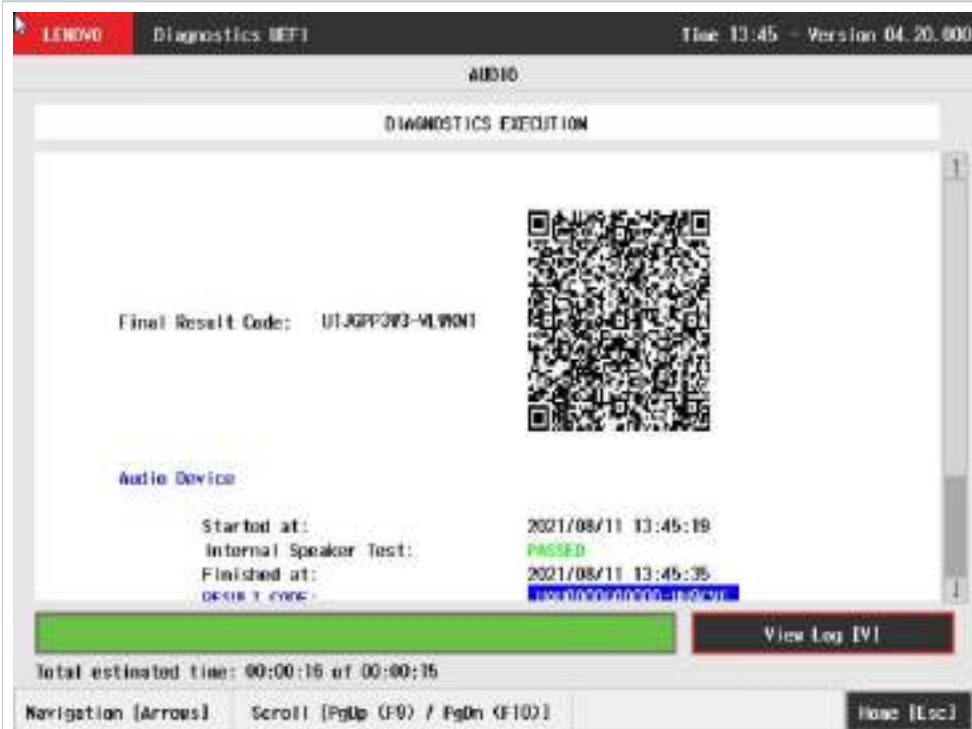 LENOVO Diagnostics UEFI Time 13:45 - Version 04.20.000
AUDIO
DIAGNOSTICS EXECUTION
Final Result Code:
Audio Device
Started at: 2021/08/11 13:45:19
Internal Speaker Test: PASSED
Finished at: 2021/08/11 13:45:35
RESULT CODE:
View Log [V]
Total estimated time: 00:00:16 of 00:00:15
Navigation [Arrows] Scroll [PgUp (F9) / PgDn (F10)] Home [Esc]